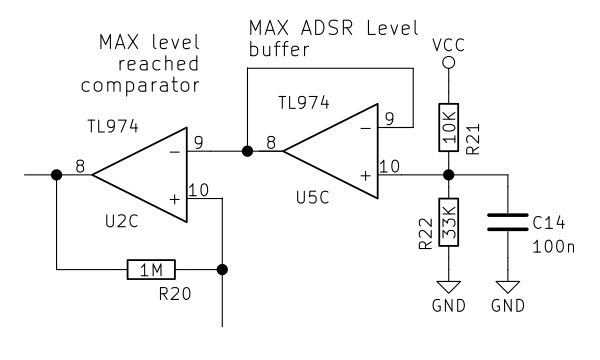 MAX level
reached
comparator
MAX ADSR Level
buffer
VCC
TL974
TL974
9
8
10K
R21
8
9
10
10
U2C
U5C
R22
33K
C14
100n
1M
R20
GND
GND
-
+
-
+